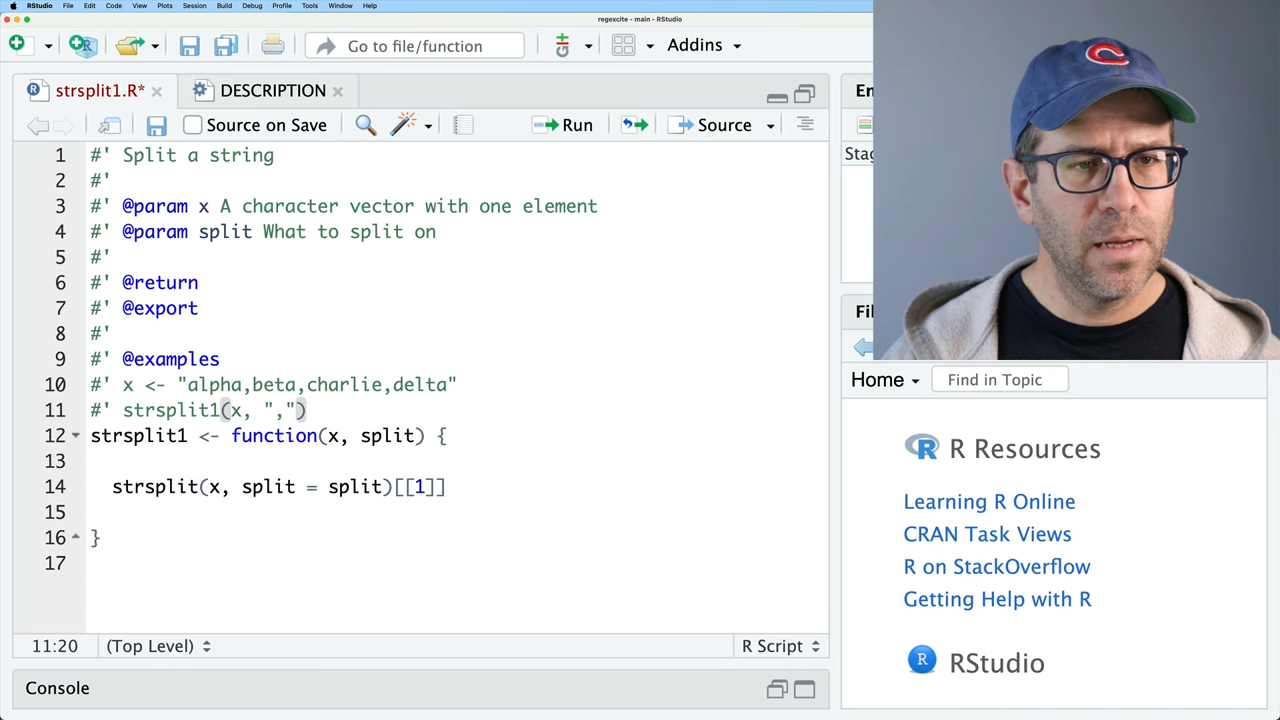 RStudio File Edit Code View Plots Session Build Debug Profile Tools Window Help
regexcite - main - RStudio
Go to file/function Addins
strsplit1.R* DESCRIPTION
Source on Save Run Source
1 #' Split a string
2 #'
3 #' @param x A character vector with one element
4 #' @param split What to split on
5 #'
6 #' @return
7 #' @export
8 #'
9 #' @examples
10 #' x <- "alpha,beta,charlie,delta"
11 #' strsplit1(x, ",")
12 strsplit1 <- function(x, split) {
13
14 strsplit(x, split = split)[[1]]
15
16 }
17
11:20 (Top Level) R Script
Console
En
Stag
Fil
Home Find in Topic
R Resources
Learning R Online
CRAN Task Views
R on StackOverflow
Getting Help with R
R RStudio
C